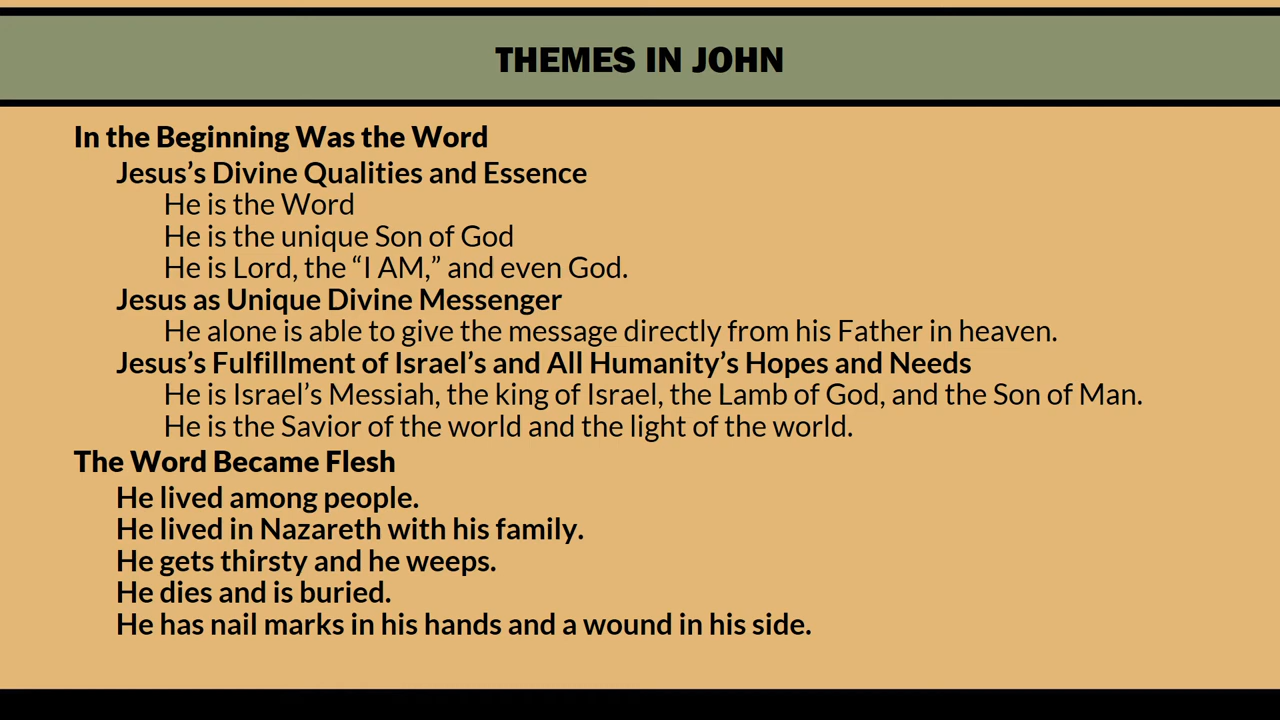 THEMES IN JOHN
In the Beginning Was the Word
Jesus’s Divine Qualities and Essence
He is the Word
He is the unique Son of God
He is Lord, the “I AM,” and even God.
Jesus as Unique Divine Messenger
He alone is able to give the message directly from his Father in heaven.
Jesus’s Fulfillment of Israel’s and All Humanity’s Hopes and Needs
He is Israel’s Messiah, the king of Israel, the Lamb of God, and the Son of Man.
He is the Savior of the world and the light of the world.
The Word Became Flesh
He lived among people.
He lived in Nazareth with his family.
He gets thirsty and he weeps.
He dies and is buried.
He has nail marks in his hands and a wound in his side.